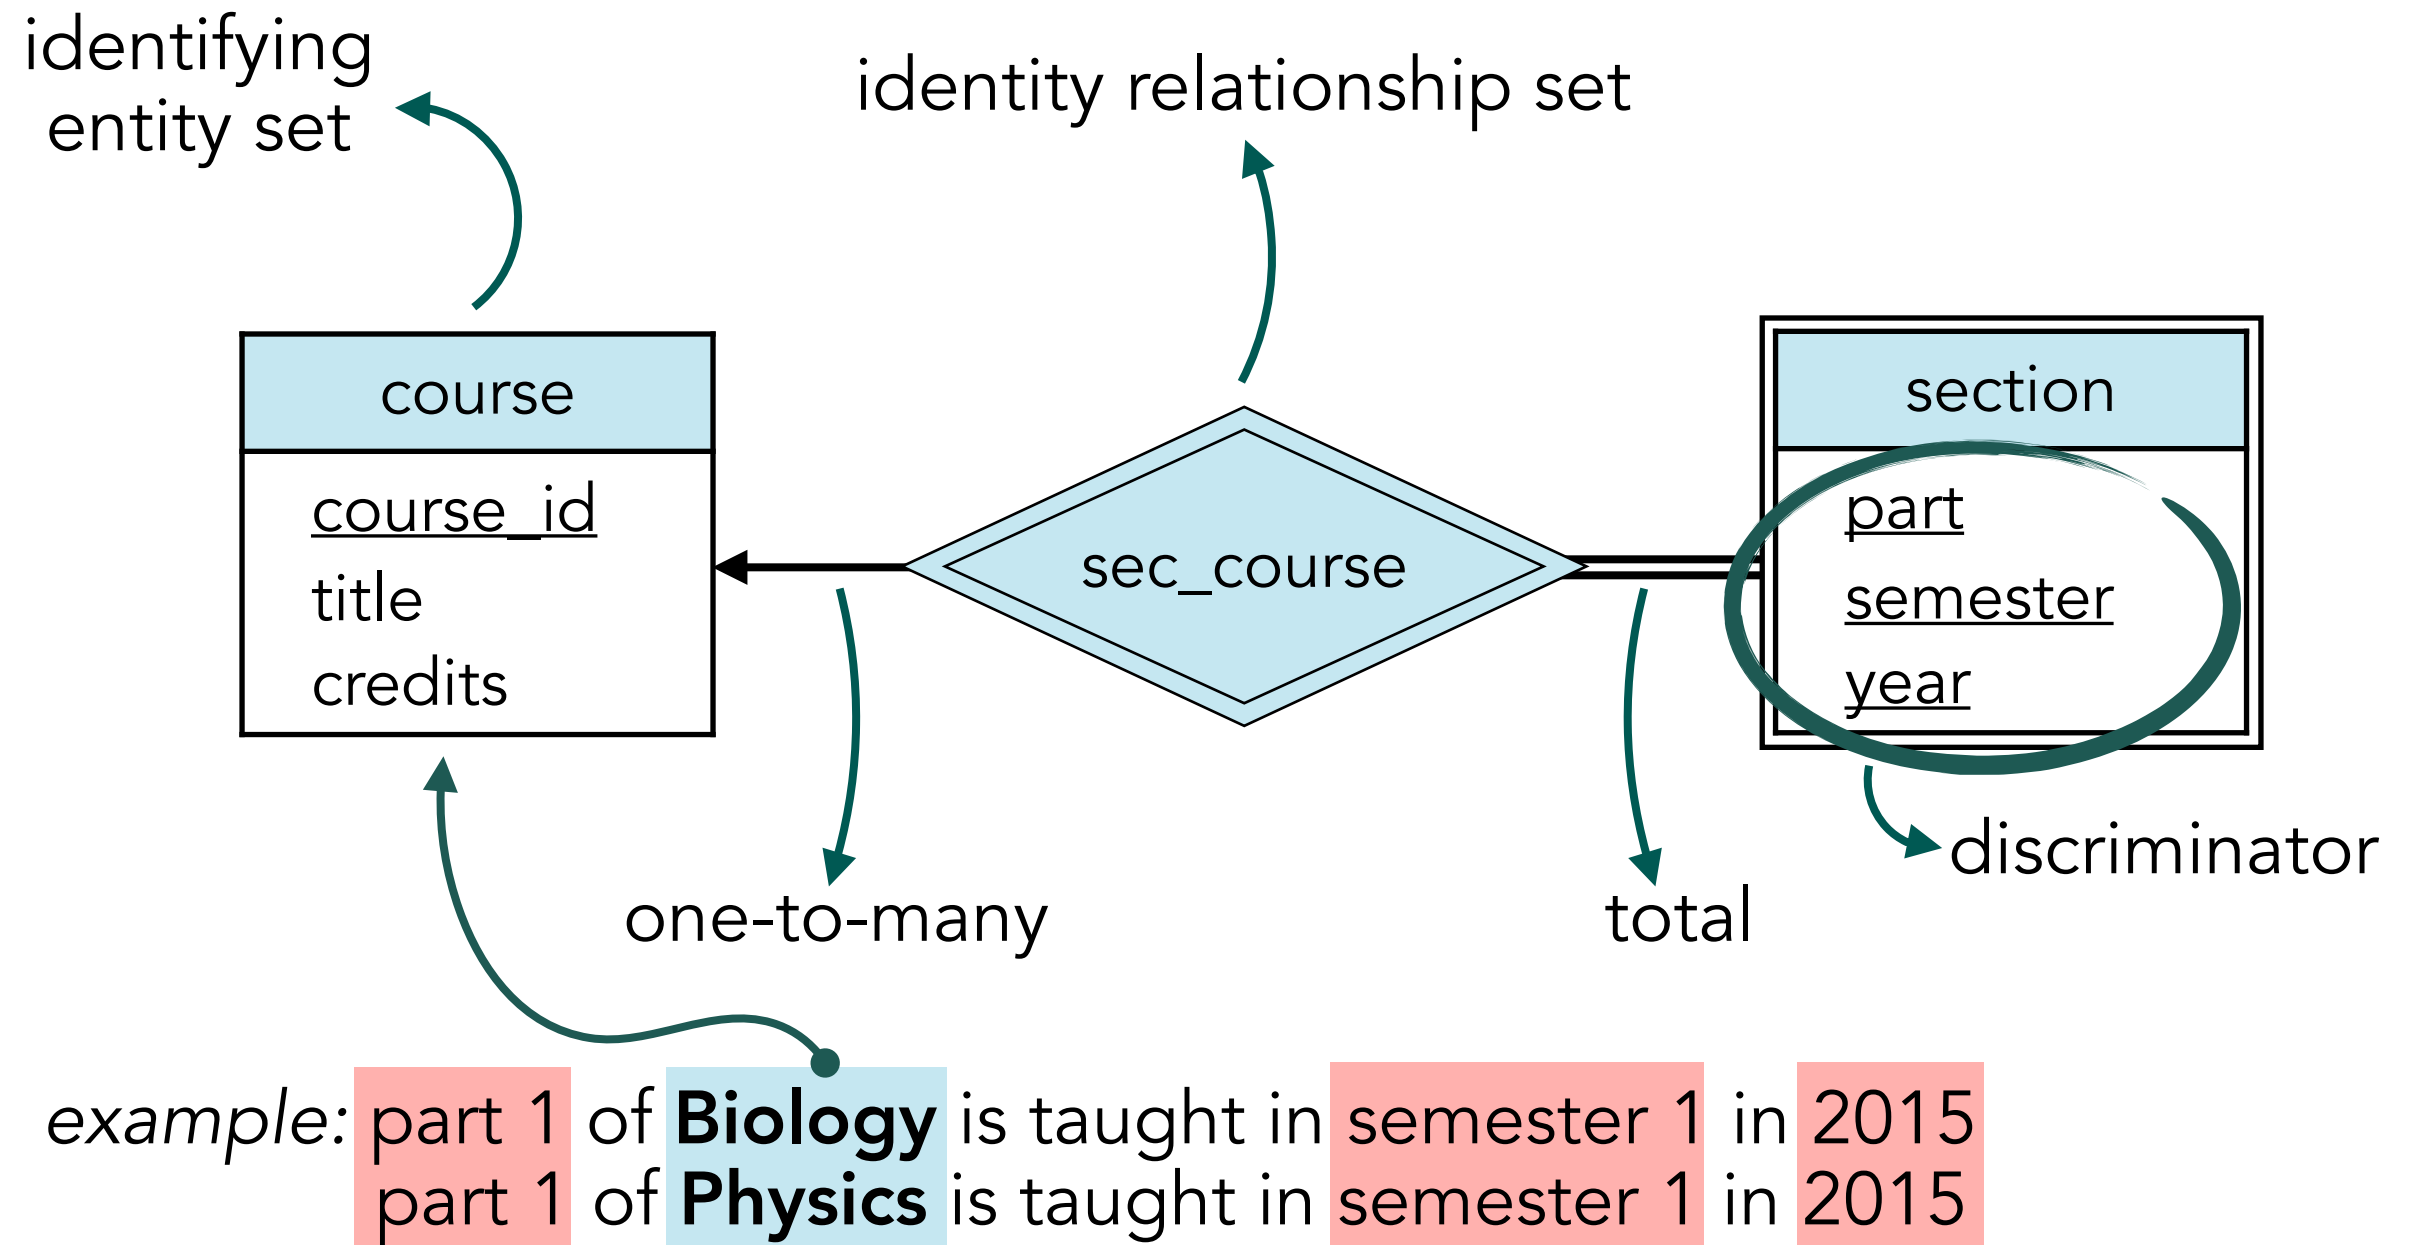 identifying
entity set
identity relationship set
course
course_id
title
credits
sec_course
section
part
semester
year
one-to-many
total
discriminator
example: part 1 of Biology is taught in semester 1 in 2015
part 1 of Physics is taught in semester 1 in 2015